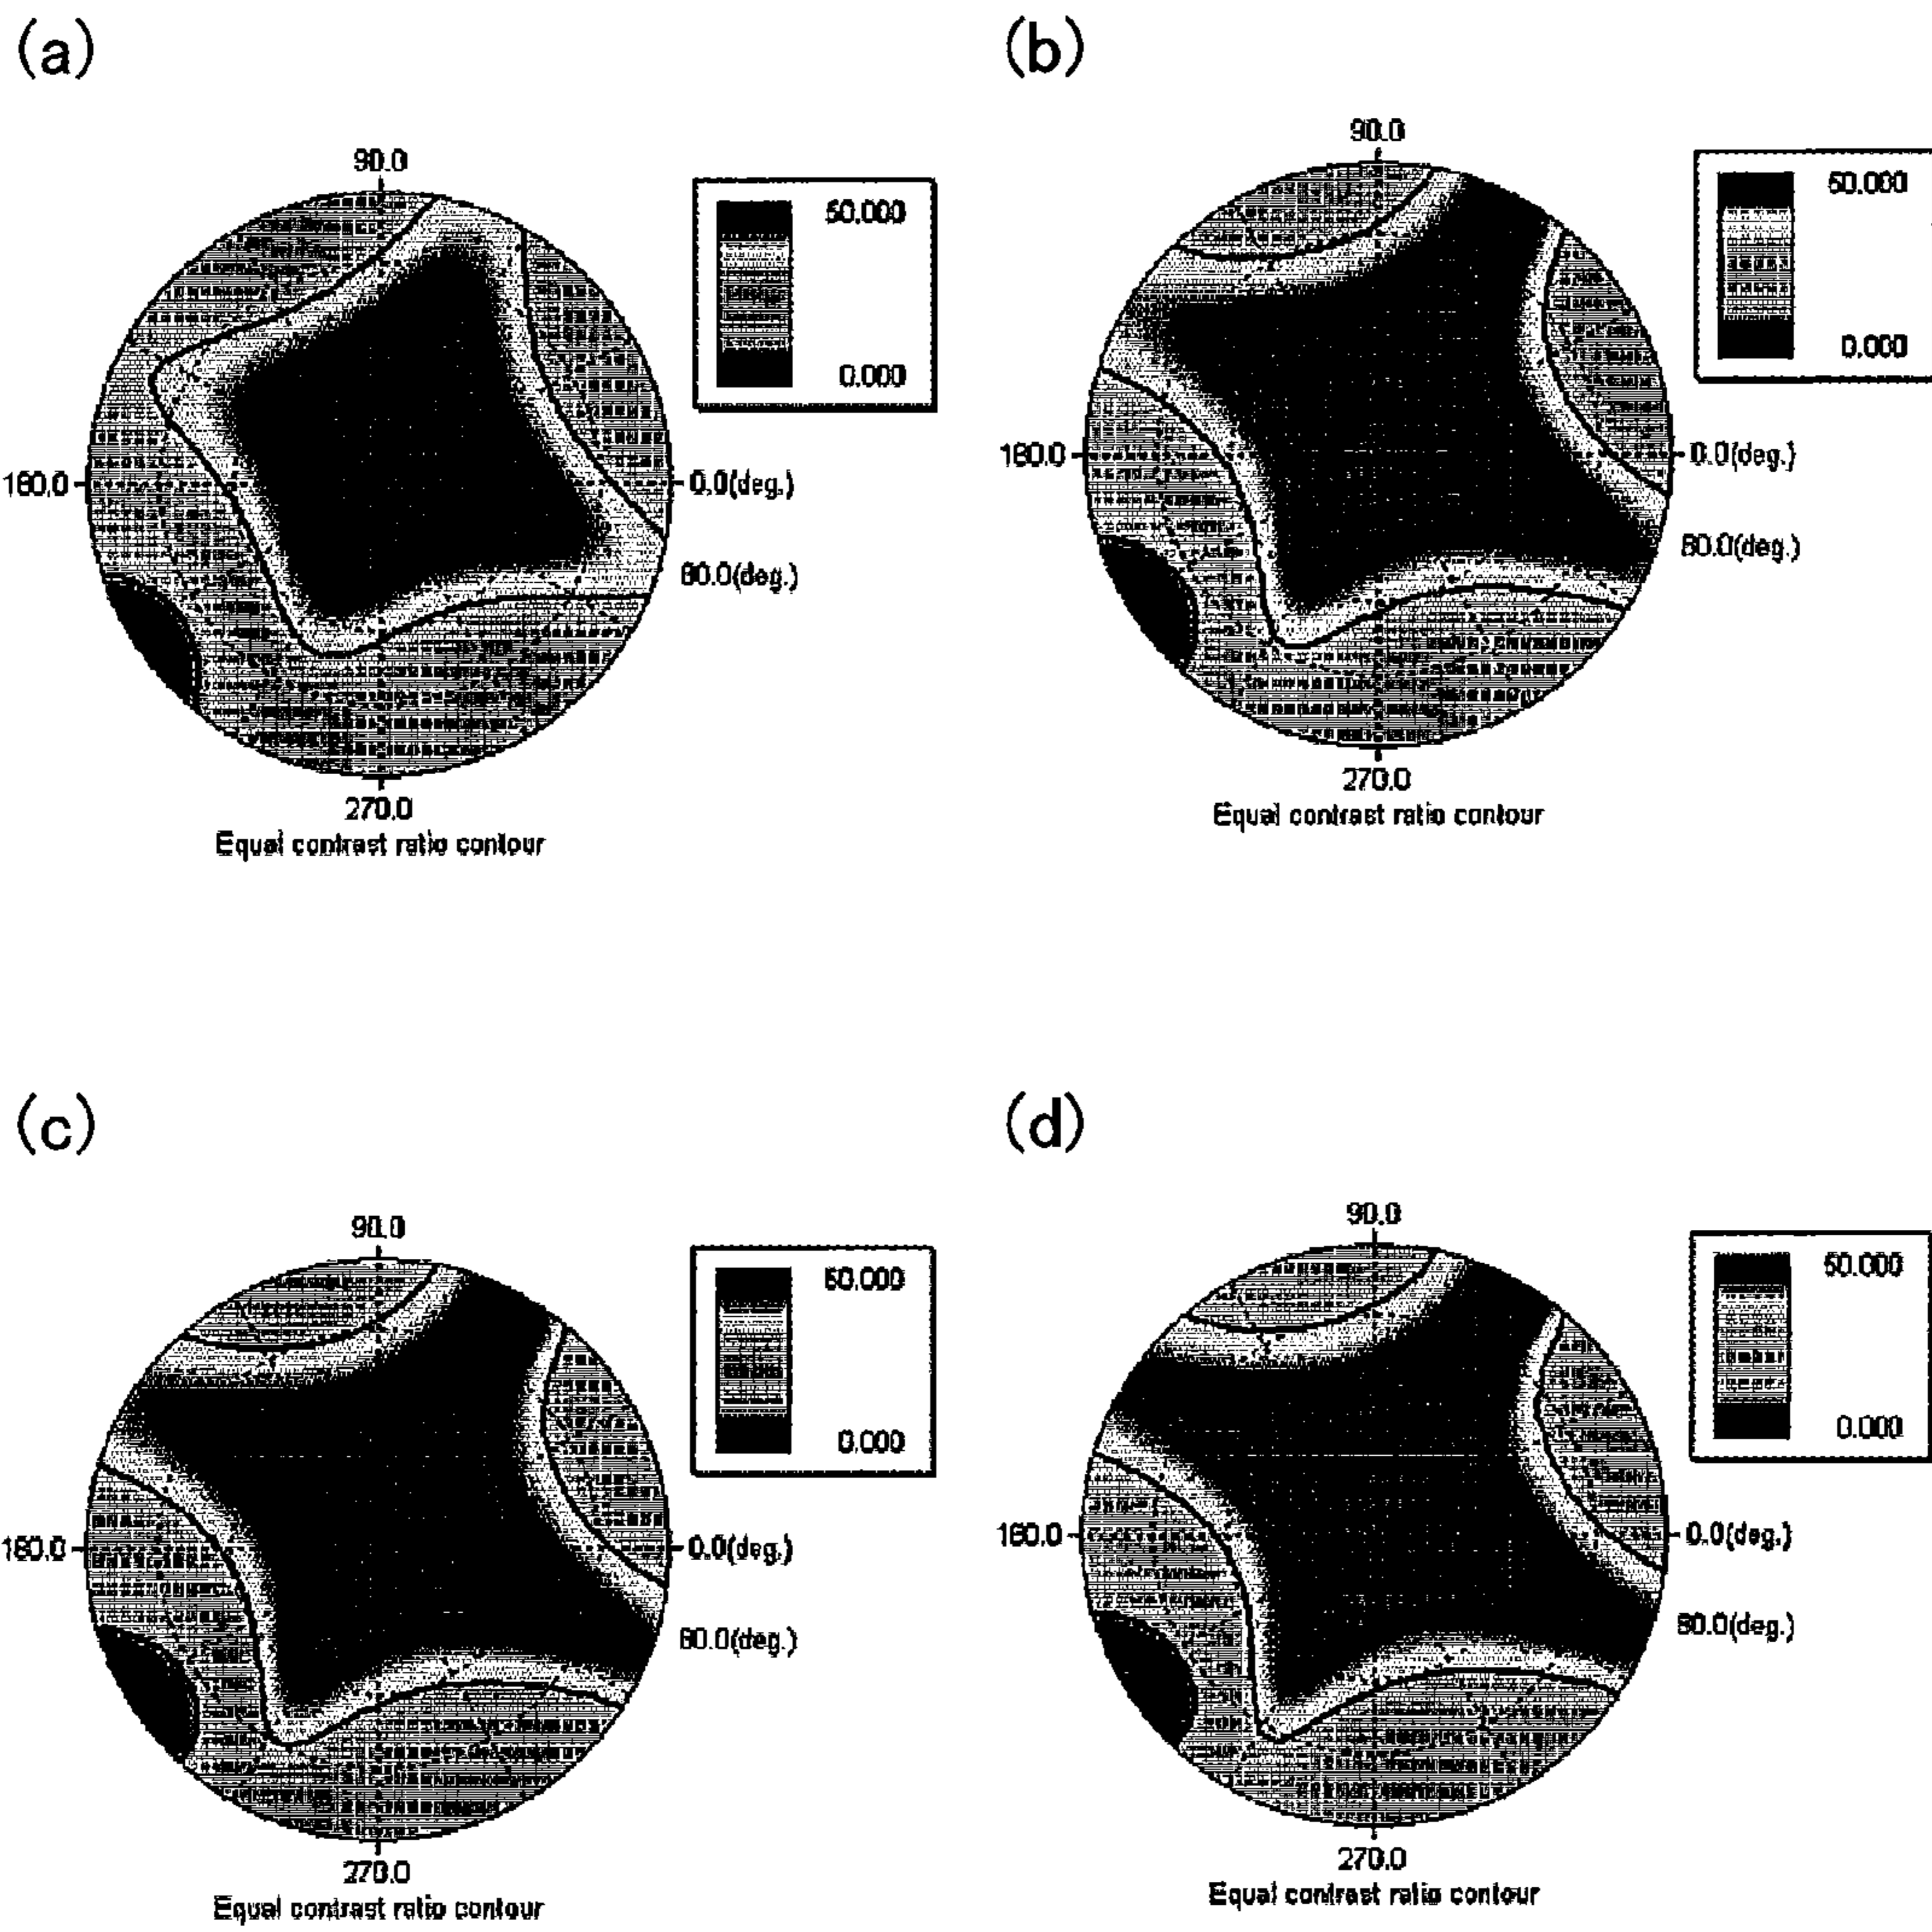 (a)
90.0
50.000
0.000
180.0
0.0(deg.)
80.0(deg.)
270.0
Equal contrast ratio contour
(b)
90.0
50.000
0.000
180.0
0.0(deg.)
80.0(deg.)
270.0
Equal contrast ratio contour
(c)
90.0
50.000
0.000
180.0
0.0(deg.)
80.0(deg.)
270.0
Equal contrast ratio contour
(d)
90.0
50.000
0.000
180.0
0.0(deg.)
80.0(deg.)
270.0
Equal contrast ratio contour